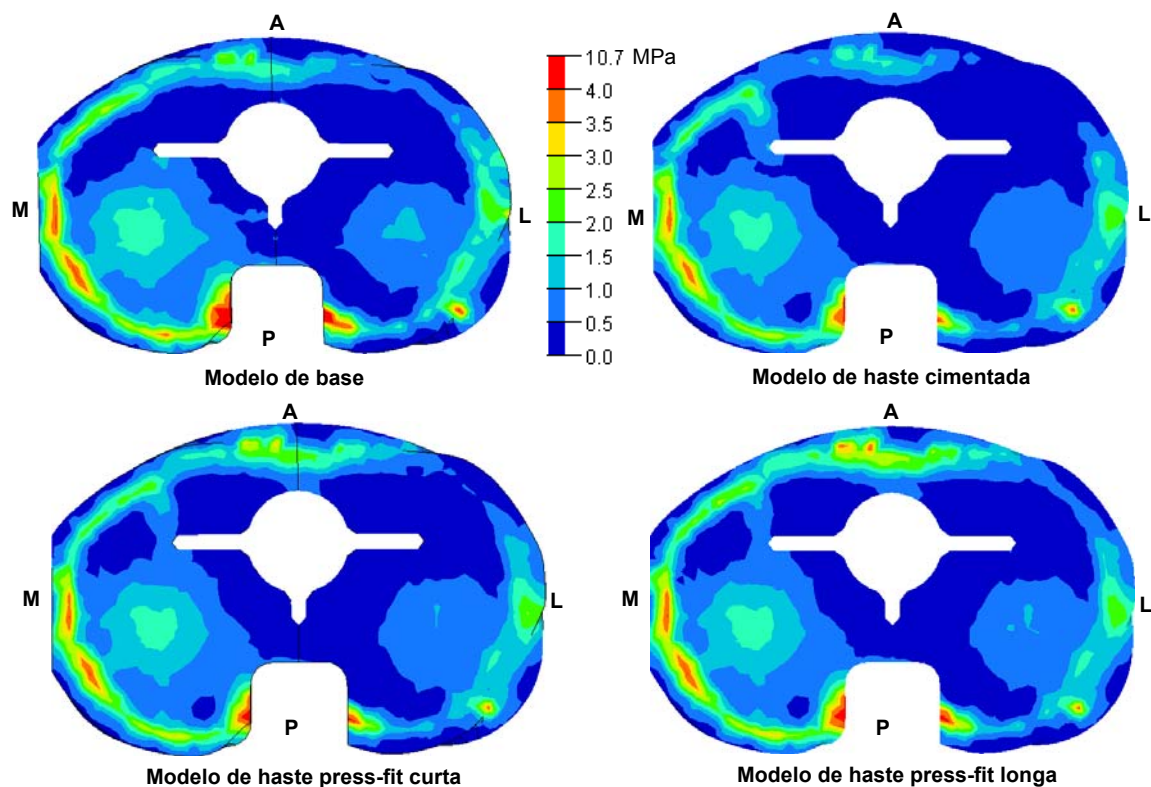 A
M
L
P
Modelo de base
10.7 MPa
4.0
3.5
3.0
2.5
2.0
1.5
1.0
0.5
0.0
A
M
L
P
Modelo de haste cimentada
A
M
L
P
Modelo de haste press-fit curta
A
M
L
P
Modelo de haste press-fit longa